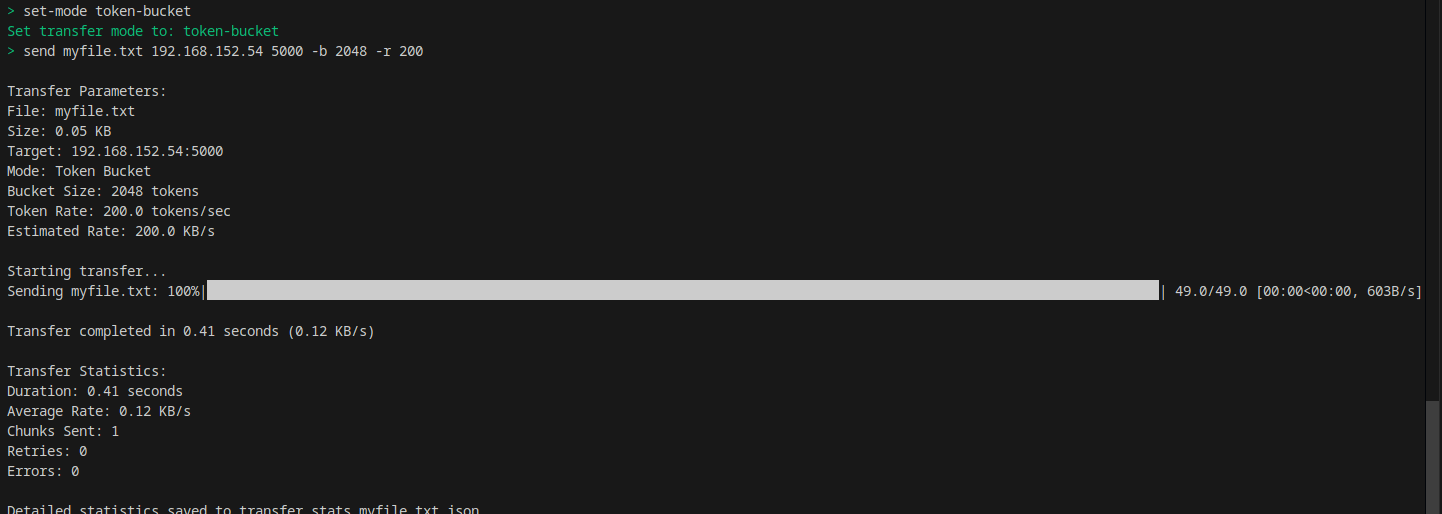 > set-mode token-bucket
Set transfer mode to: token-bucket
> send myfile.txt 192.168.152.54 5000 -b 2048 -r 200
Transfer Parameters:
File: myfile.txt
Size: 0.05 KB
Target: 192.168.152.54:5000
Mode: Token Bucket
Bucket Size: 2048 tokens
Token Rate: 200.0 tokens/sec
Estimated Rate: 200.0 KB/s
Starting transfer...
Sending myfile.txt: 100%| | 49.0/49.0 [00:00<00:00, 603B/s]
Transfer completed in 0.41 seconds (0.12 KB/s)
Transfer Statistics:
Duration: 0.41 seconds
Average Rate: 0.12 KB/s
Chunks Sent: 1
Retries: 0
Errors: 0
Detailed statistics saved to transfer_stats_myfile.txt.json